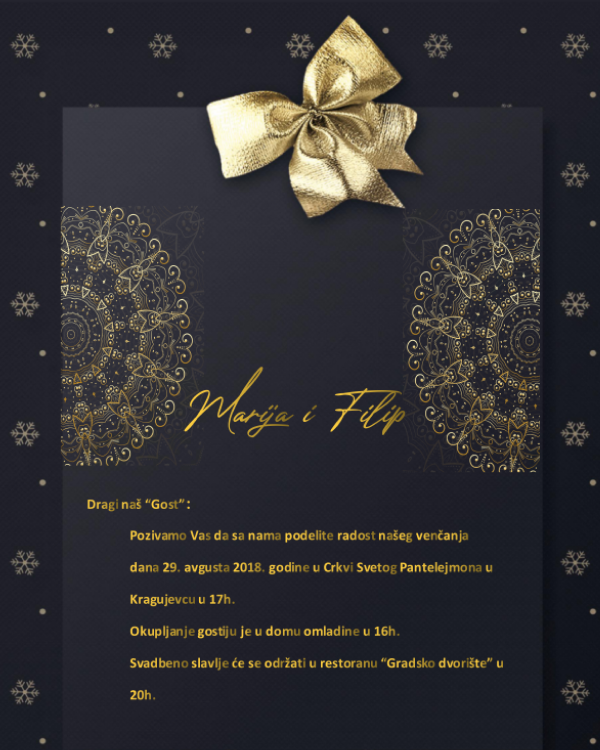 Marija i Filip
Dragi naš “Gost”:
Pozivamo Vas da sa nama podelite radost našeg venčanja
dana 29. avgusta 2018. godine u Crkvi Svetog Pantelejmona u
Kragujevcu u 17h.
Okupljanje gostiju je u domu omladine u 16h.
Svadbeno slavlje će se održati u restoranu “Gradsko dvorište” u
20h.